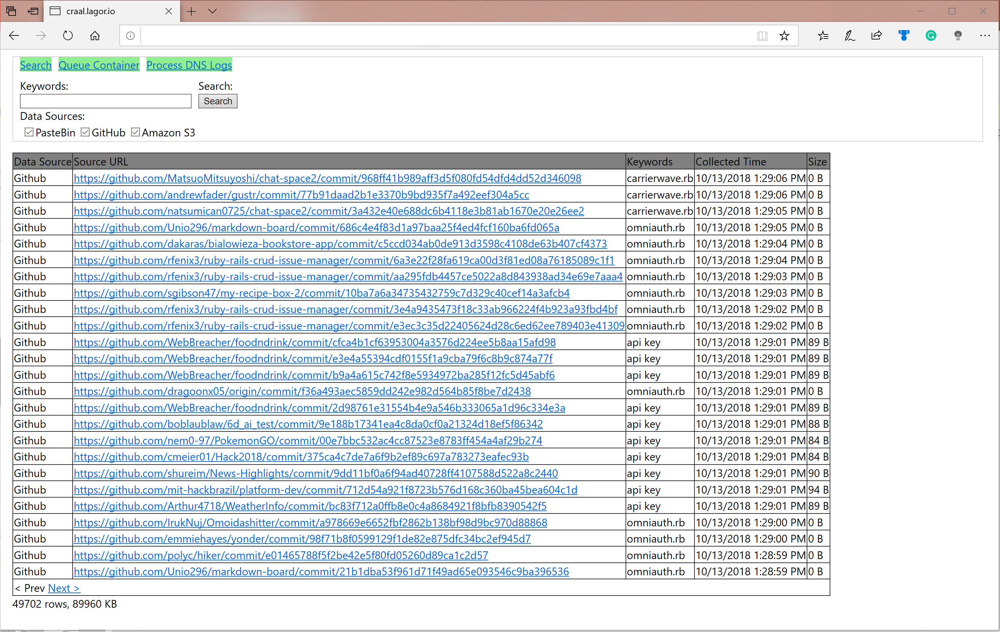 craal.lagor.io
Search Queue Container Process DNS Logs
Keywords: Search:
Search
Data Sources:
PasteBin GitHub Amazon S3
Data Source Source URL Keywords Collected Time Size
Github https://github.com/MatsuoMitsuyoshi/chat-space2/commit/968ff41b989aff3d5f080fd54dfd4dd52d346098 carrierwave.rb 10/13/2018 1:29:06 PM 0 B
Github https://github.com/andrewfader/gustr/commit/77b91daad2b1e3370b9bd935f7a492eef304a5cc carrierwave.rb 10/13/2018 1:29:06 PM 0 B
Github https://github.com/natsumican0725/chat-space2/commit/3a432e40e688dc6b4118e3b81ab1670e20e26ee2 carrierwave.rb 10/13/2018 1:29:05 PM 0 B
Github https://github.com/Unio296/markdown-board/commit/686c4e4f83d1a97baa25f4ed4fcf160ba6fd065a omniauth.rb 10/13/2018 1:29:05 PM 0 B
Github https://github.com/dakaras/bialowieza-bookstore-app/commit/c5ccd034ab0de913d3598c4108de63b407cf4373 omniauth.rb 10/13/2018 1:29:04 PM 0 B
Github https://github.com/rfenix3/ruby-rails-crud-issue-manager/commit/6a3e22f28fa619ca00d3f81ed08a76185089c1f1 omniauth.rb 10/13/2018 1:29:04 PM 0 B
Github https://github.com/rfenix3/ruby-rails-crud-issue-manager/commit/aa295fdb4457ce5022a8d843938ad34e69e7aaa4 omniauth.rb 10/13/2018 1:29:03 PM 0 B
Github https://github.com/sgibson47/my-recipe-box-2/commit/10ba7a6a34735432759c7d329c40cef14a3afcb4 omniauth.rb 10/13/2018 1:29:03 PM 0 B
Github https://github.com/rfenix3/ruby-rails-crud-issue-manager/commit/3e4a9435473f18c33ab966224f4b923a93fbd4bf omniauth.rb 10/13/2018 1:29:02 PM 0 B
Github https://github.com/rfenix3/ruby-rails-crud-issue-manager/commit/e3ec3c35d22405624d28c6ed62ee789403e41309 omniauth.rb 10/13/2018 1:29:02 PM 0 B
Github https://github.com/WebBreacher/foodndrink/commit/cfca4b1cf63953004a3576d224ee5b8aa15afd98 api key 10/13/2018 1:29:01 PM 89 B
Github https://github.com/WebBreacher/foodndrink/commit/e3e4a55394cdf0155f1a9cba79f6c8b9c874a77f api key 10/13/2018 1:29:01 PM 89 B
Github https://github.com/WebBreacher/foodndrink/commit/b9a4a615c742f8e5934972ba285f12fc5d45abf6 api key 10/13/2018 1:29:01 PM 89 B
Github https://github.com/dragoonx05/origin/commit/f36a493aec5859dd242e982d564b85f8be7d2438 omniauth.rb 10/13/2018 1:29:01 PM 0 B
Github https://github.com/WebBreacher/foodndrink/commit/2d98761e31554b4e9a546b333065a1d96c334e3a api key 10/13/2018 1:29:01 PM 89 B
Github https://github.com/boblaublaw/6d_ai_test/commit/9e188b17341ea4c8da0cf0a21324d18ef5f86342 api key 10/13/2018 1:29:01 PM 88 B
Github https://github.com/nem0-97/PokemonGO/commit/00e7bbc532ac4cc87523e8783ff454a4af29b274 api key 10/13/2018 1:29:01 PM 84 B
Github https://github.com/cmeier01/Hack2018/commit/375ca4c7de7a6f9b2ef89c697a783273eafec93b api key 10/13/2018 1:29:01 PM 84 B
Github https://github.com/shureim/News-Highlights/commit/9dd11bf0a6f94ad40728ff4107588d522a8c2440 api key 10/13/2018 1:29:01 PM 90 B
Github https://github.com/mit-hackbrazil/platform-dev/commit/712d54a921f8723b576d168c360ba45bea604c1d api key 10/13/2018 1:29:01 PM 94 B
Github https://github.com/Arthur4718/WeatherInfo/commit/bc83f712a0ffb8e0c4a8684921f8bfb8390542f5 api key 10/13/2018 1:29:01 PM 89 B
Github https://github.com/IrukNuj/Omoidashitter/commit/a978669e6652fbf2862b138bf98d9bc970d88868 omniauth.rb 10/13/2018 1:29:00 PM 0 B
Github https://github.com/emmiehayes/yonder/commit/98f71b8f0599129f1de82e875dfc34bc2ef945d7 omniauth.rb 10/13/2018 1:29:00 PM 0 B
Github https://github.com/polyc/hiker/commit/e01465788f5f2be42e5f80fd05260d89ca1c2d57 omniauth.rb 10/13/2018 1:28:59 PM 0 B
Github https://github.com/Unio296/markdown-board/commit/21b1dba53f961d71f49ad65e093546c9ba396536 omniauth.rb 10/13/2018 1:28:59 PM 0 B
< Prev Next >
49702 rows, 89960 KB